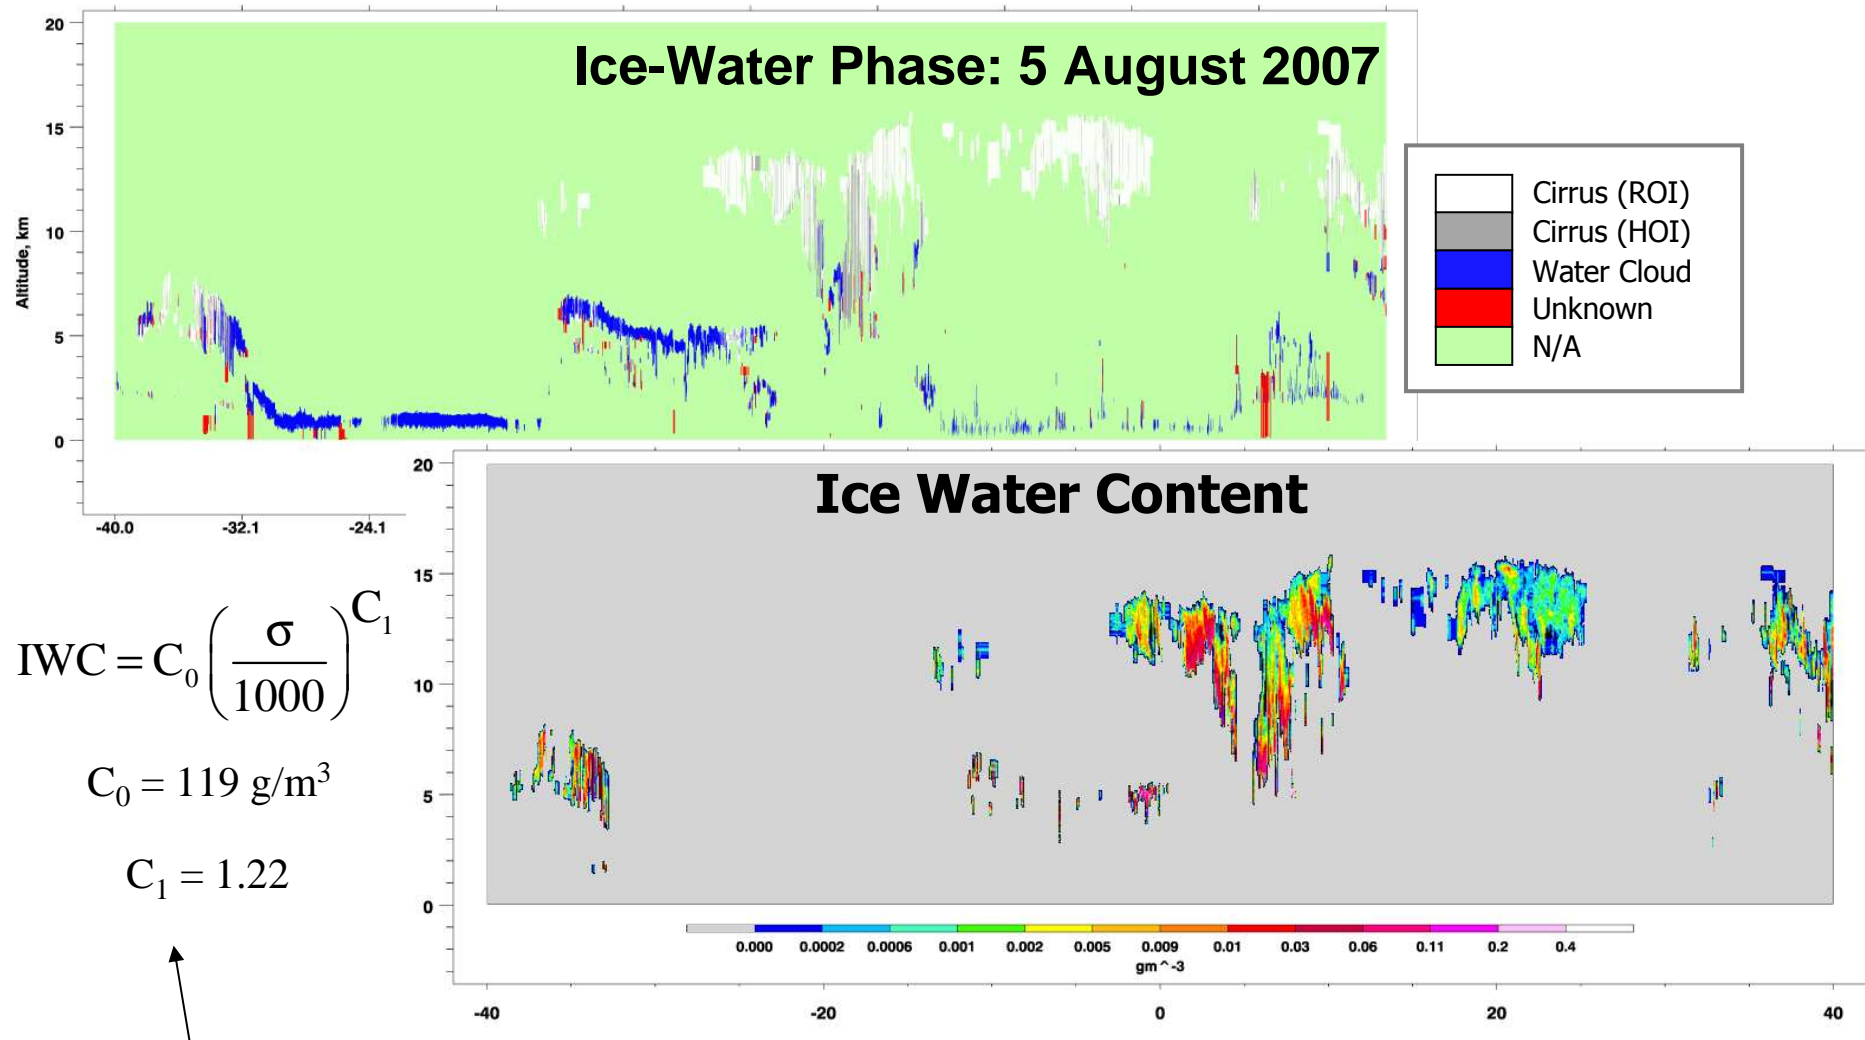 Ice-Water Phase: 5 August 2007
20
15
10
5
0
Altitude, km
-40.0 -32.1 -24.1
Cirrus (ROI)
Cirrus (HOI)
Water Cloud
Unknown
N/A
Ice Water Content
20
15
10
5
0
0.000 0.0002 0.0006 0.001 0.002 0.005 0.009 0.01 0.03 0.06 0.11 0.2 0.4
gm^-3
-40 -20 0 20 40
IWC = C₀ (σ/1000)^C₁
C₀ = 119 g/m³
C₁ = 1.22